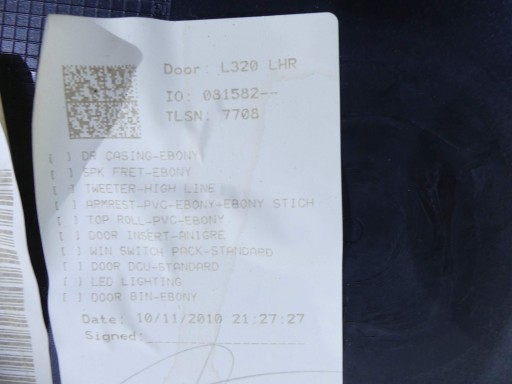 Door: L320 LHR
IO: 081582--
TLSN: 7708
[ ] DR CASING-EBONY
[ ] SPK FRET-EBONY
[ ] TWEETER-HIGH LINE
[ ] ARMREST-PVC-EBONY+EBONY STICH
[ ] TOP ROLL-PVC-EBONY
[ ] DOOR INSERT-ANIGRE
[ ] WIN SWITCH PACK-STANDARD
[ ] DOOR DCU-STANDARD
[ ] LED LIGHTING
[ ] DOOR BIN-EBONY
Date: 10/11/2010 21:27:27
Signed: